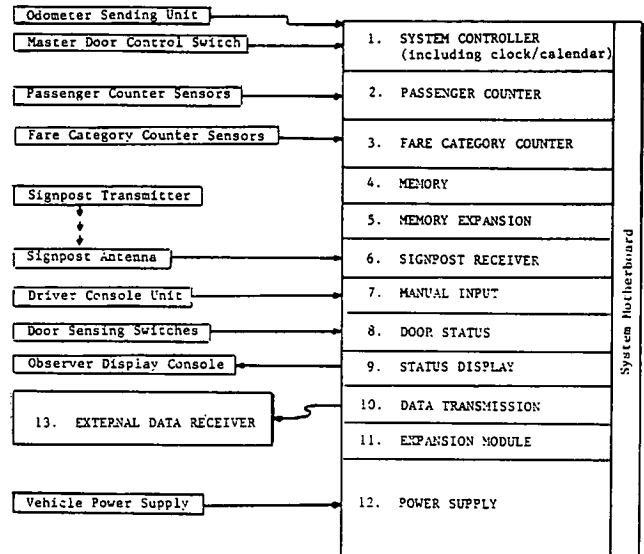 Odometer Sending Unit
Master Door Control Switch
1. SYSTEM CONTROLLER
(including clock/calendar)
Passenger Counter Sensors
2. PASSENGER COUNTER
Fare Category Counter Sensors
3. FARE CATEGORY COUNTER
4. MEMORY
Signpost Transmitter
5. MEMORY EXPANSION
Signpost Antenna
6. SIGNPOST RECEIVER
Driver Console Unit
7. MANUAL INPUT
Door Sensing Switches
8. DOOR STATUS
Observer Display Console
9. STATUS DISPLAY
10. DATA TRANSMISSION
13. EXTERNAL DATA RECEIVER
11. EXPANSION MODULE
Vehicle Power Supply
12. POWER SUPPLY
System Motherboard